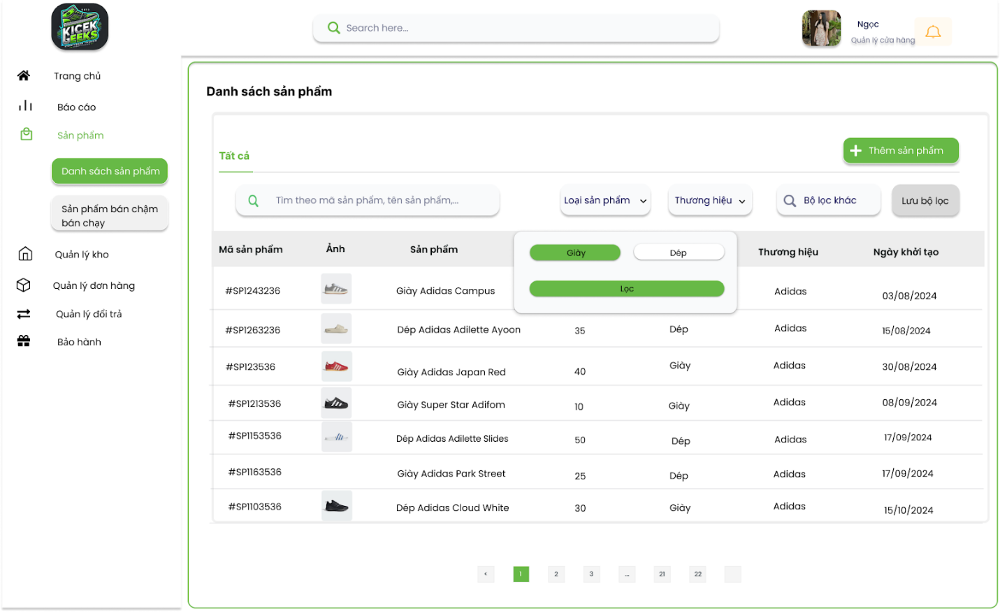 KICEK
GEEKS
Search here...
Ngọc
Quản lý cửa hàng
Trang chủ
Báo cáo
Sản phẩm
Danh sách sản phẩm
Sản phẩm bán chậm
bán chạy
Quản lý kho
Quản lý đơn hàng
Quản lý đổi trả
Bảo hành
Danh sách sản phẩm
Tất cả
Thêm sản phẩm
Tìm theo mã sản phẩm, tên sản phẩm,...
Loại sản phẩm
Thương hiệu
Bộ lọc khác
Lưu bộ lọc
Mã sản phẩm Ảnh Sản phẩm Thương hiệu Ngày khởi tạo
Giày Dép
Lọc
#SP1243236 Giày Adidas Campus Adidas 03/08/2024
#SP1263236 Dép Adidas Adilette Ayoon 35 Dép Adidas 15/08/2024
#SP123536 Giày Adidas Japan Red 40 Giày Adidas 30/08/2024
#SP1213536 Giày Super Star Adifom 10 Giày Adidas 08/09/2024
#SP1153536 Dép Adidas Adilette Slides 50 Dép Adidas 17/09/2024
#SP1163536 Giày Adidas Park Street 25 Dép Adidas 17/09/2024
#SP1103536 Dép Adidas Cloud White 30 Giày Adidas 15/10/2024
< 1 2 3 ... 21 22